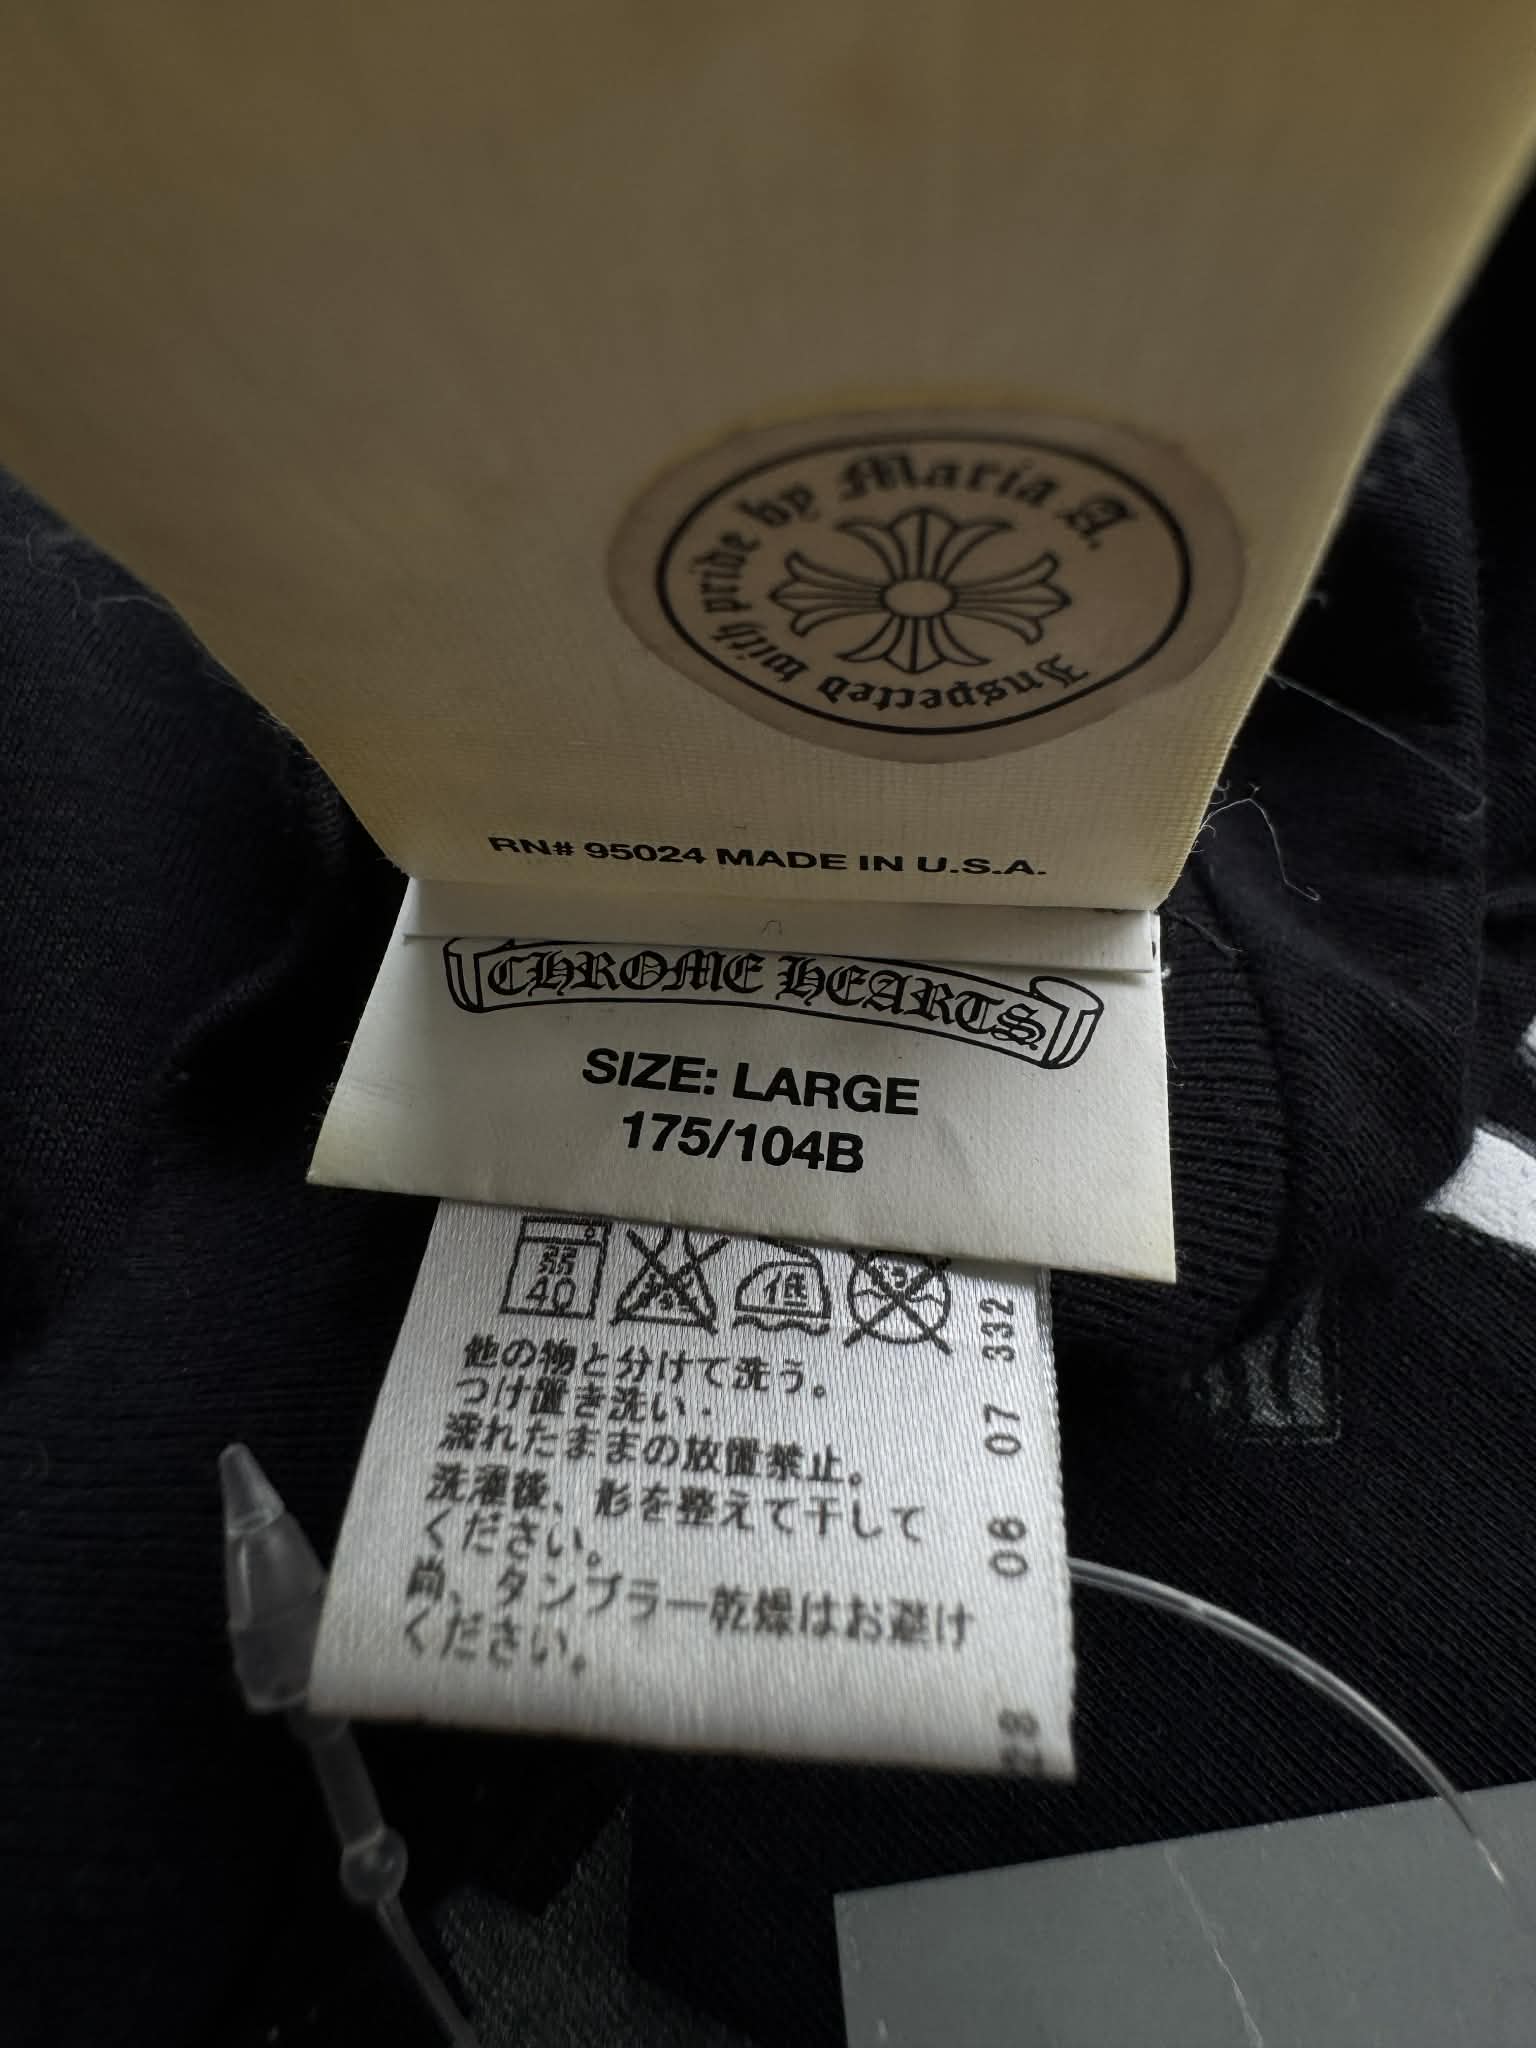 Inspected with pride by Maria A.
RN# 95024 MADE IN U.S.A.
CHROME HEARTS
SIZE: LARGE
175/104B
弱
40
低
他の物と分けて洗う。
つけ置き洗い.
濡れたままの放置禁止。
洗濯後、形を整えて干して
ください。
尚、タンブラー乾燥はお避け
ください。
06 07 332
28